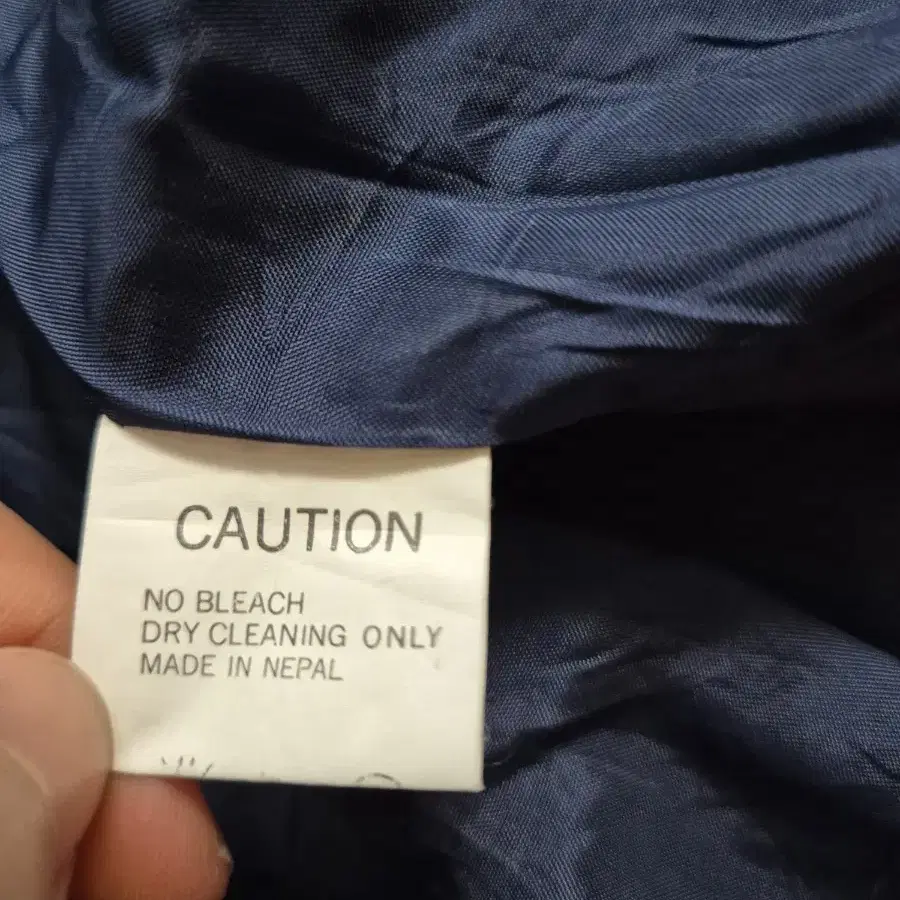 CAUTION
NO BLEACH
DRY CLEANING ONLY
MADE IN NEPAL